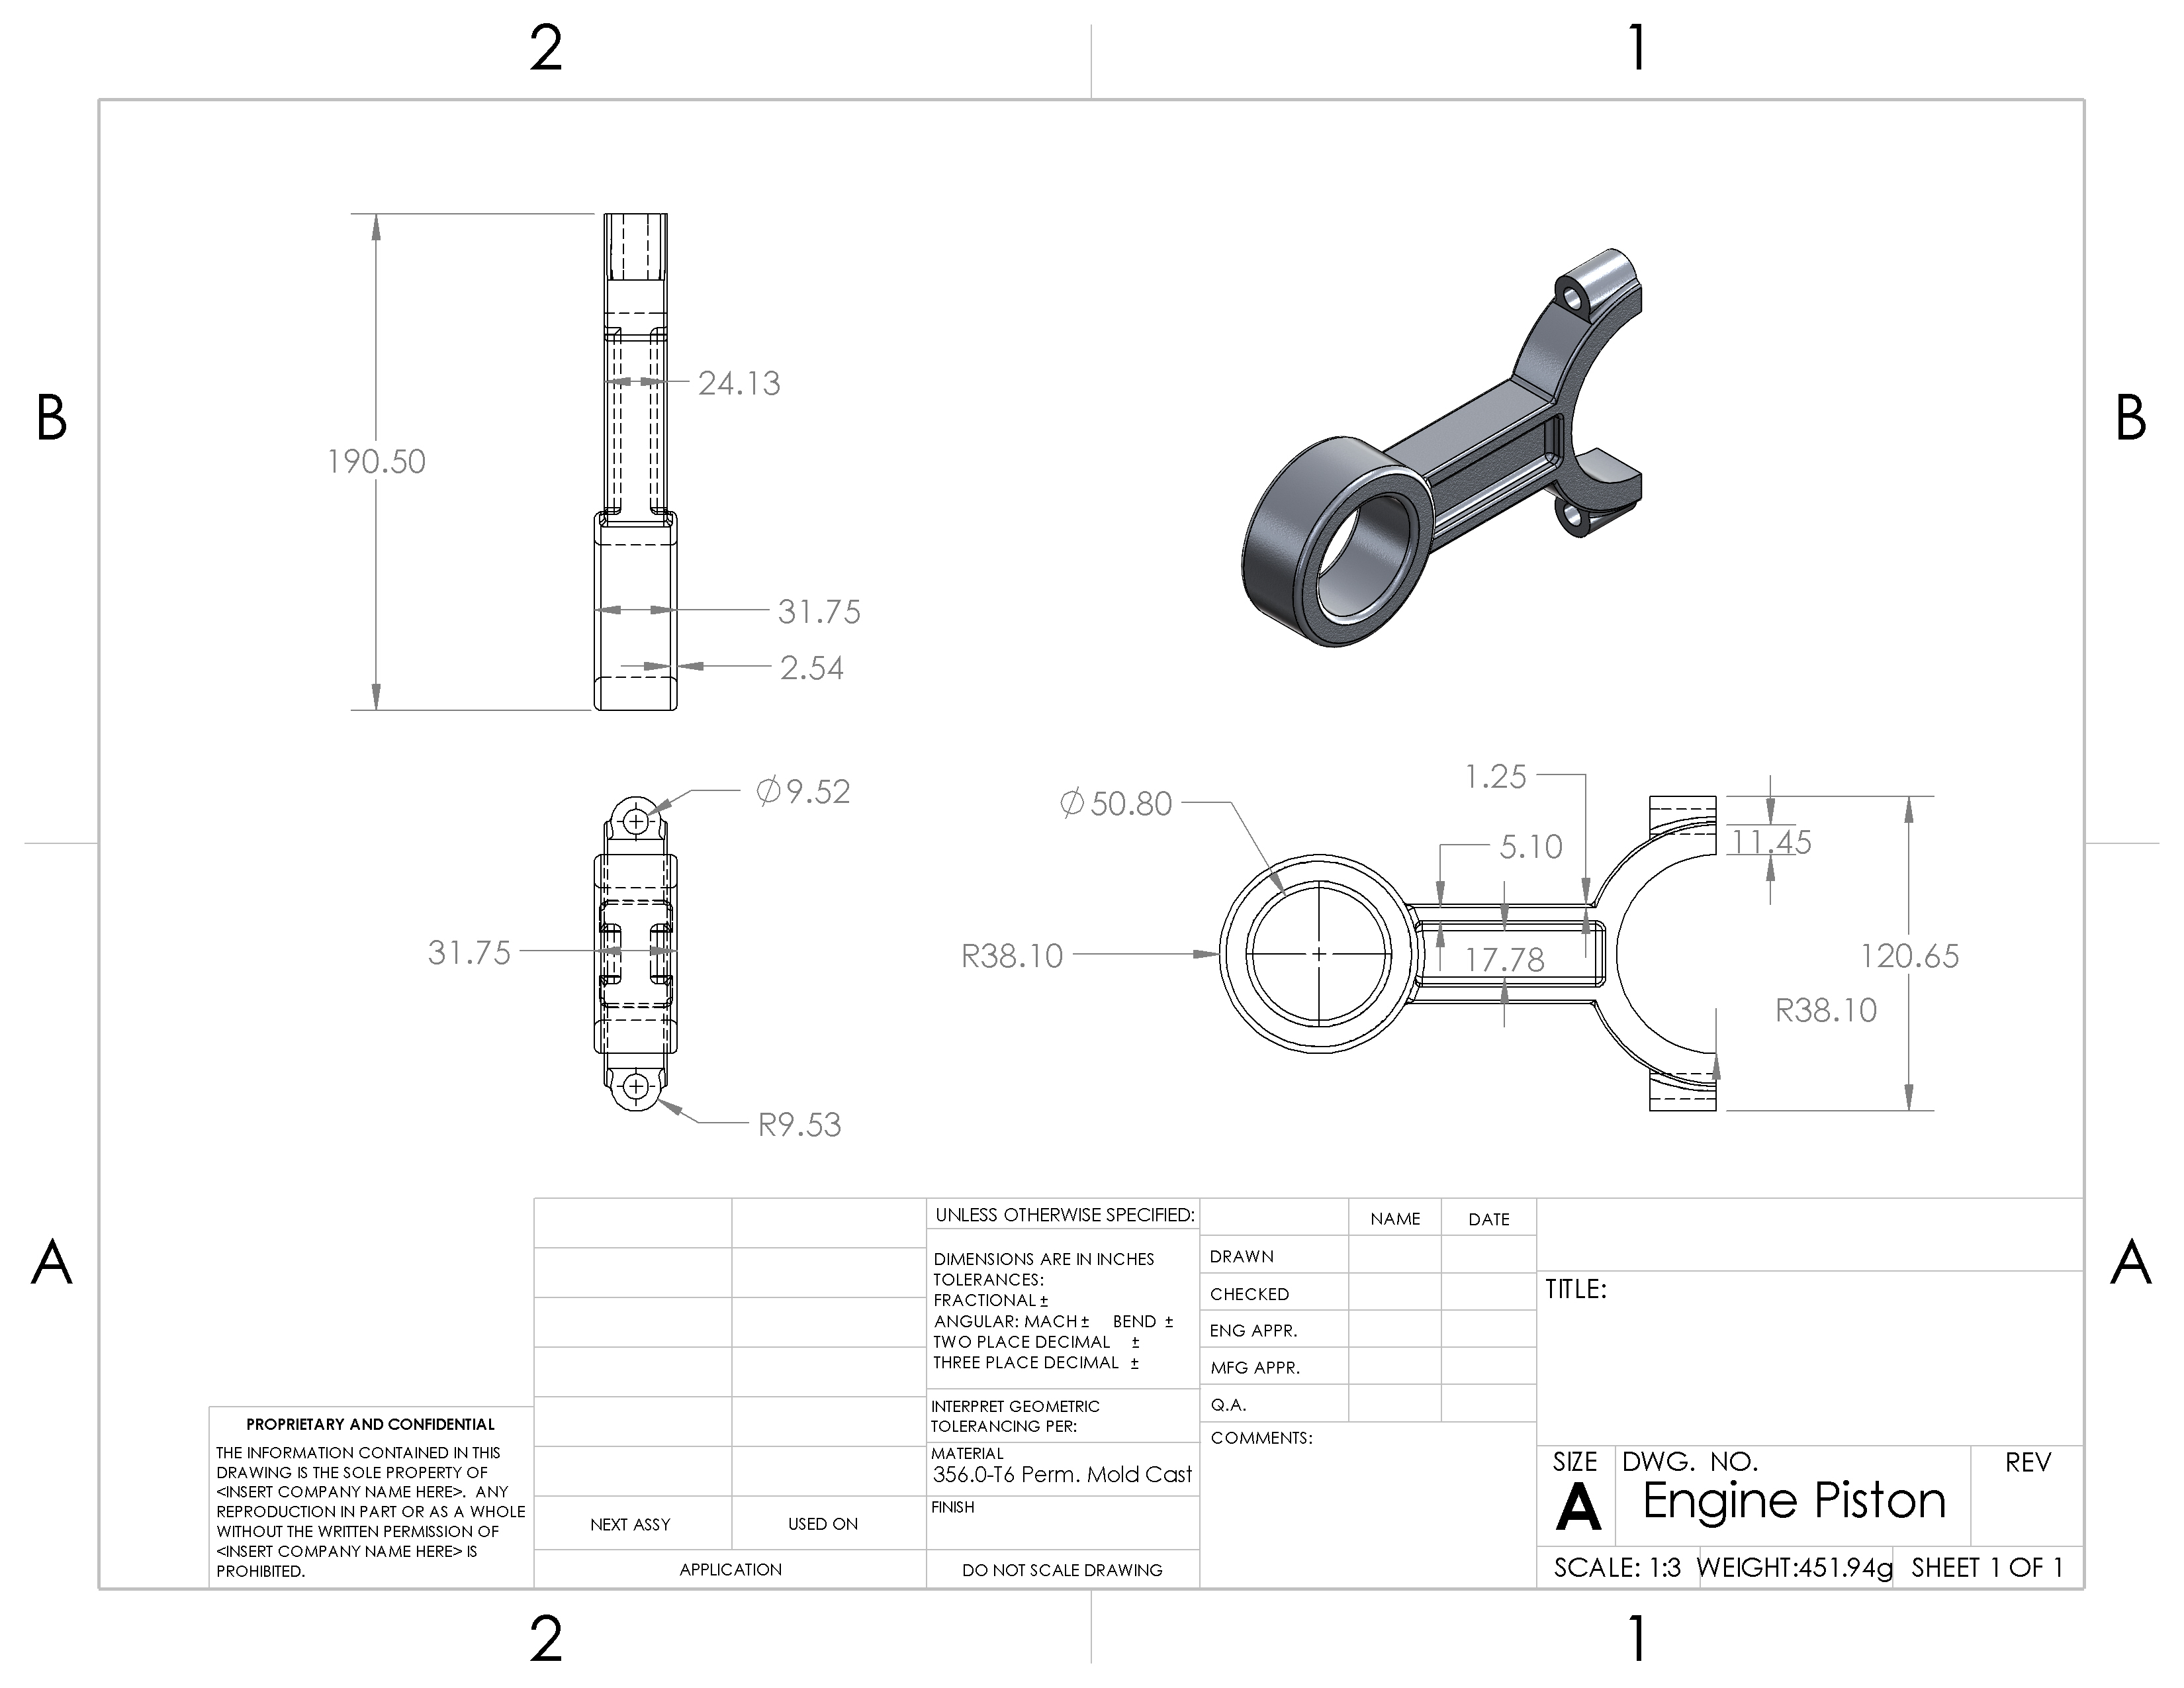 2
1
B
B
190.50
24.13
31.75
2.54
∅9.52
31.75
R9.53
∅50.80
R38.10
1.25
5.10
17.78
11.45
120.65
R38.10
A
A
PROPRIETARY AND CONFIDENTIAL
THE INFORMATION CONTAINED IN THIS
DRAWING IS THE SOLE PROPERTY OF
<INSERT COMPANY NAME HERE>. ANY
REPRODUCTION IN PART OR AS A WHOLE
WITHOUT THE WRITTEN PERMISSION OF
<INSERT COMPANY NAME HERE> IS
PROHIBITED.
NEXT ASSY
USED ON
APPLICATION
UNLESS OTHERWISE SPECIFIED:
DIMENSIONS ARE IN INCHES
TOLERANCES:
FRACTIONAL ±
ANGULAR: MACH ± BEND ±
TWO PLACE DECIMAL ±
THREE PLACE DECIMAL ±
INTERPRET GEOMETRIC
TOLERANCING PER:
MATERIAL
356.0-T6 Perm. Mold Cast
FINISH
DO NOT SCALE DRAWING
NAME
DATE
DRAWN
CHECKED
ENG APPR.
MFG APPR.
Q.A.
COMMENTS:
TITLE:
SIZE
A
DWG. NO.
Engine Piston
REV
SCALE: 1:3
WEIGHT:451.94g
SHEET 1 OF 1
2
1